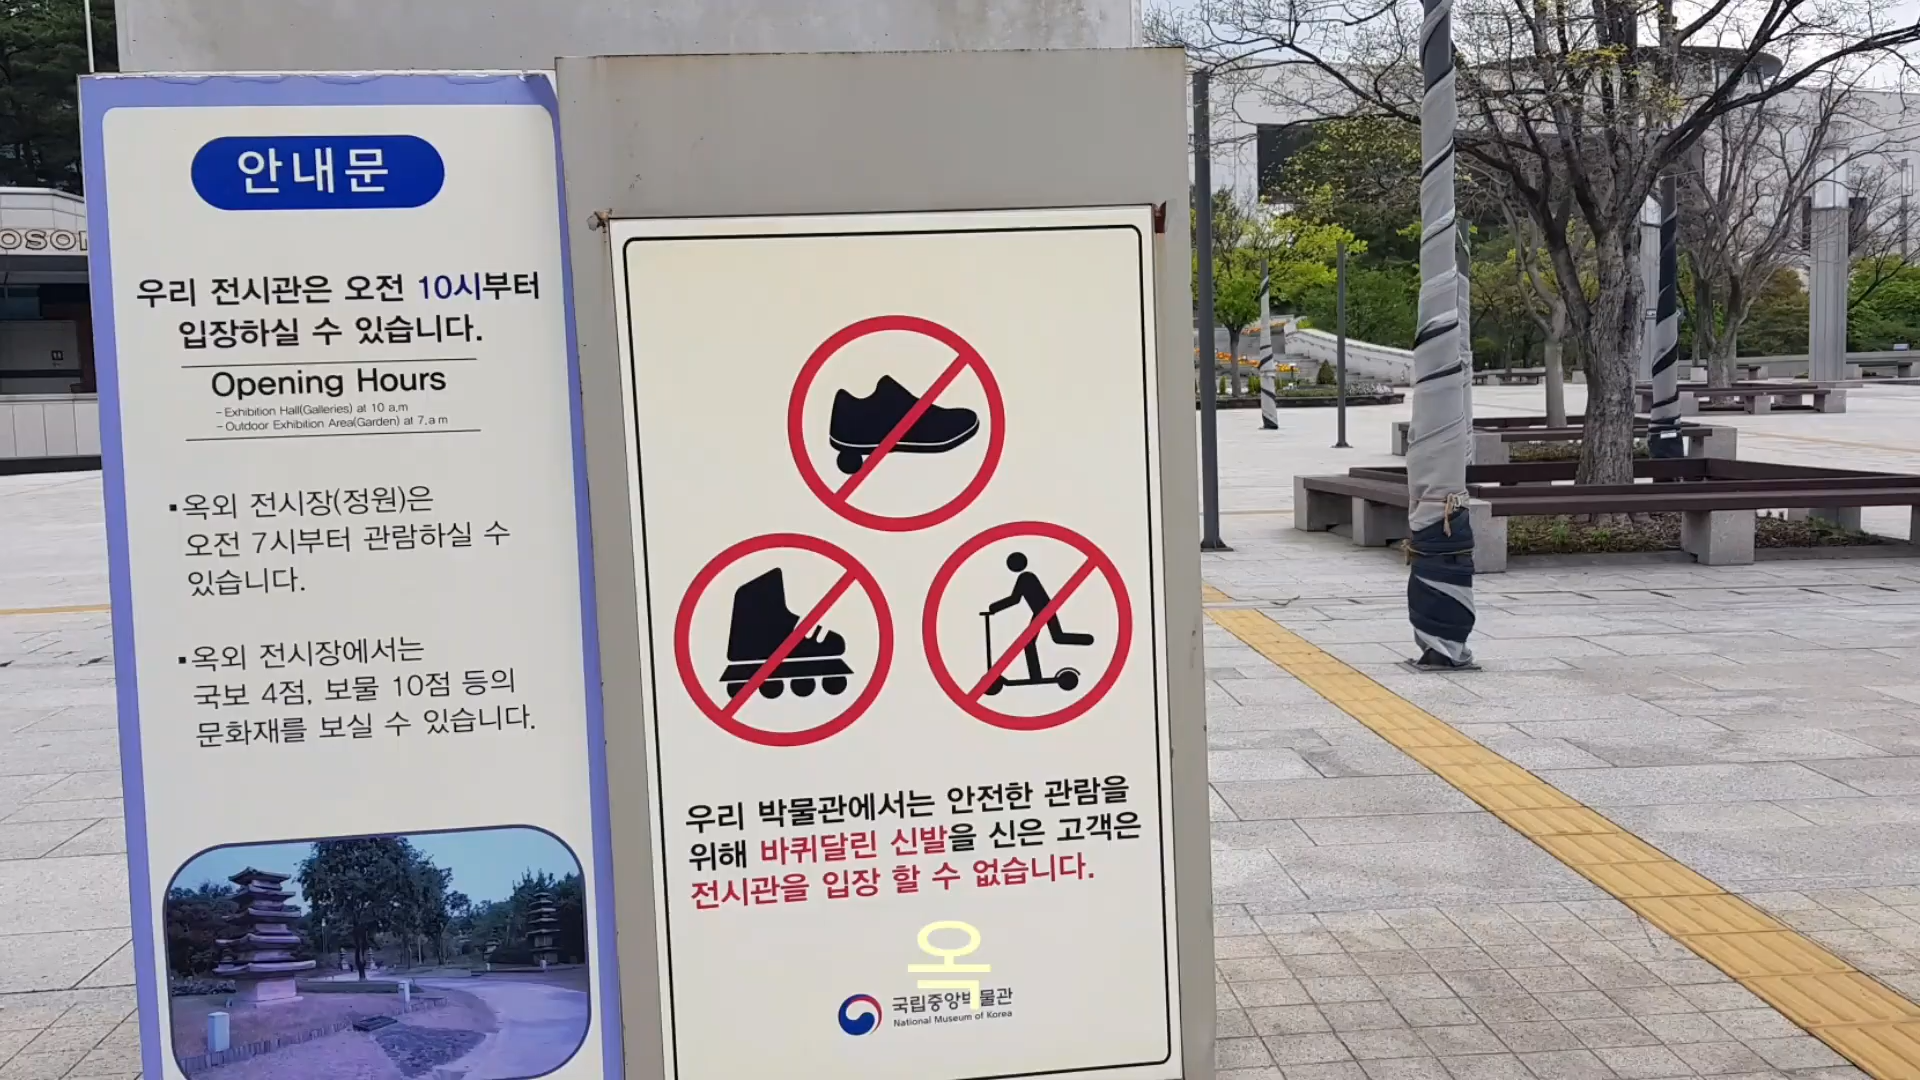 안내문
우리 전시관은 오전 10시부터
입장하실 수 있습니다.
Opening Hours
- Exhibition Hall(Galleries) at 10 a,m
- Outdoor Exhibition Area(Garden) at 7,a m
▪옥외 전시장(정원)은
오전 7시부터 관람하실 수
있습니다.
▪옥외 전시장에서는
국보 4점, 보물 10점 등의
문화재를 보실 수 있습니다.
우리 박물관에서는 안전한 관람을
위해 바퀴달린 신발을 신은 고객은
전시관을 입장 할 수 없습니다.
옥
국립중앙박물관
National Museum of Korea